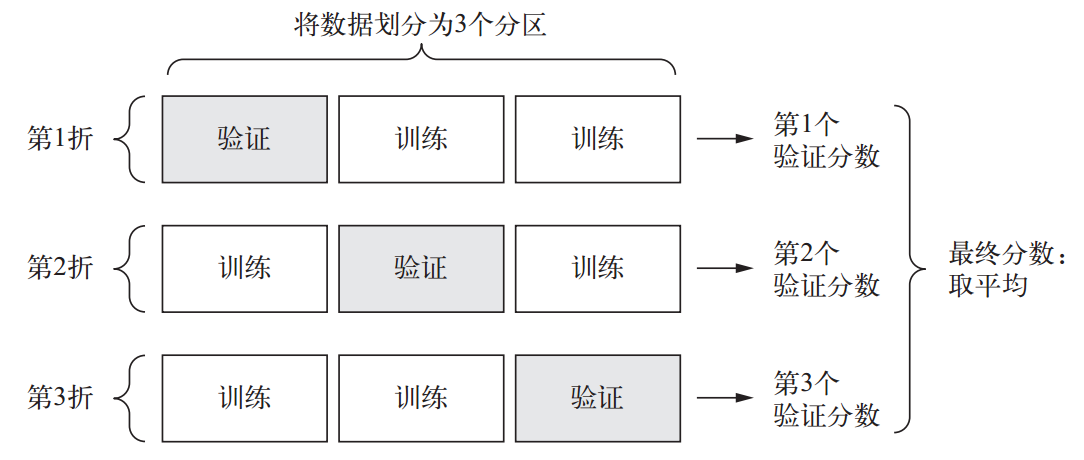 将数据划分为3个分区
第1折
验证
训练
训练
第1个
验证分数
第2折
训练
验证
训练
第2个
验证分数
最终分数：
取平均
第3折
训练
训练
验证
第3个
验证分数